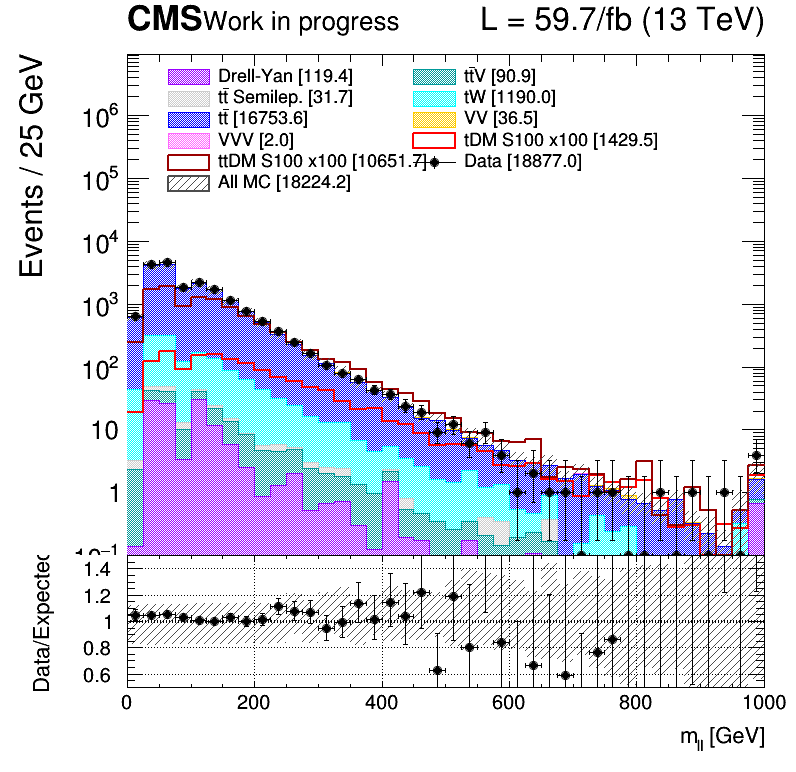 CMS Work in progress L = 59.7/fb (13 TeV)
Events / 25 GeV
Drell-Yan [119.4] tt̄V [90.9]
tt̄ Semilep. [31.7] tW [1190.0]
tt̄ [16753.6] VV [36.5]
VVV [2.0] tDM S100 x100 [1429.5]
ttDM S100 x100 [10651.7] Data [18877.0]
All MC [18224.2]
10⁶
10⁵
10⁴
10³
10²
10
1
10⁻¹
Data/Expected
1.4
1.2
1
0.8
0.6
0 200 400 600 800 1000
m_ll [GeV]